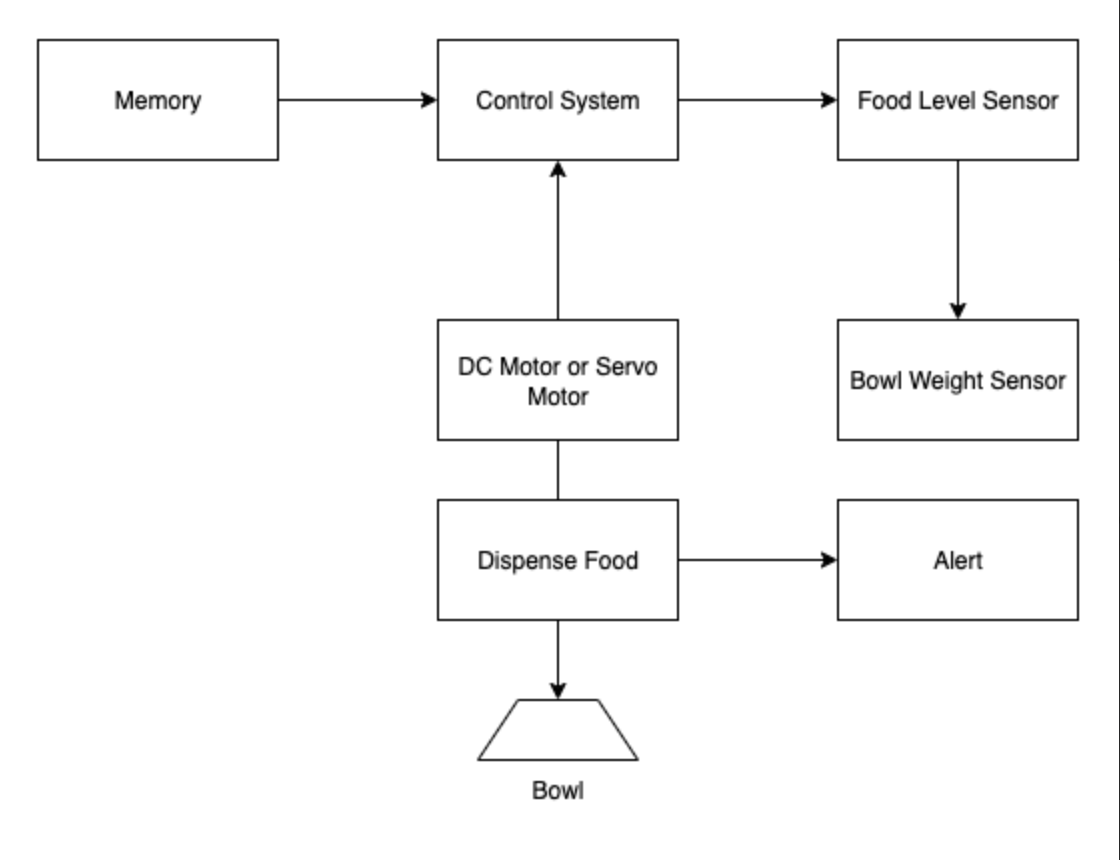 Memory
Control System
Food Level Sensor
DC Motor or Servo
Motor
Bowl Weight Sensor
Dispense Food
Alert
Bowl